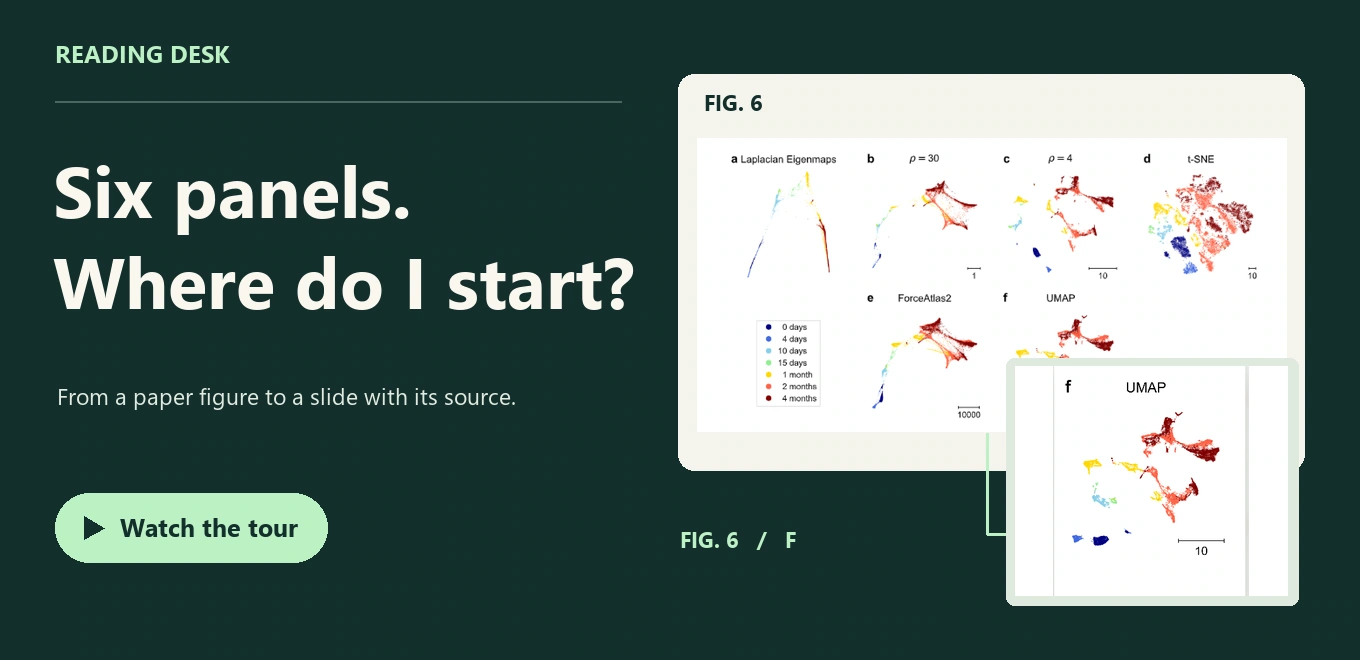 READING DESK
Six panels.
Where do I start?
From a paper figure to a slide with its source.
Watch the tour
FIG. 6
a Laplacian Eigenmaps
b ρ = 30
c ρ = 4
d t-SNE
1
10
10
e ForceAtlas2
f UMAP
0 days
4 days
10 days
15 days
1 month
2 months
4 months
10000
f UMAP
10
FIG. 6 / F